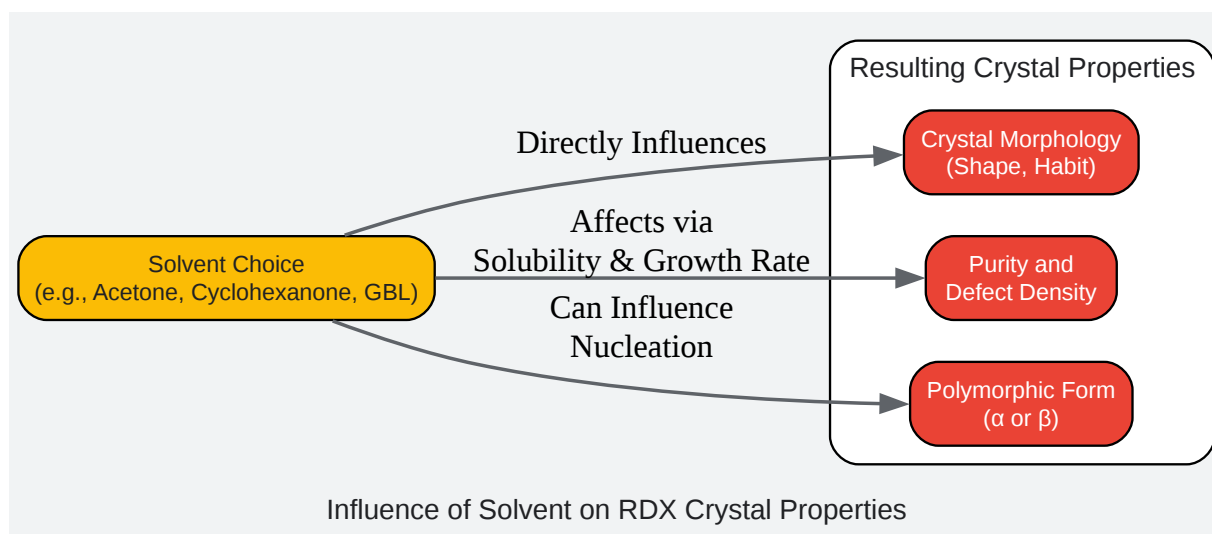 Resulting Crystal Properties
Directly Influences
Crystal Morphology
(Shape, Habit)
Affects via
Solubility & Growth Rate
Solvent Choice
(e.g., Acetone, Cyclohexanone, GBL)
Purity and
Defect Density
Can Influence
Nucleation
Polymorphic Form
(α or β)
Influence of Solvent on RDX Crystal Properties